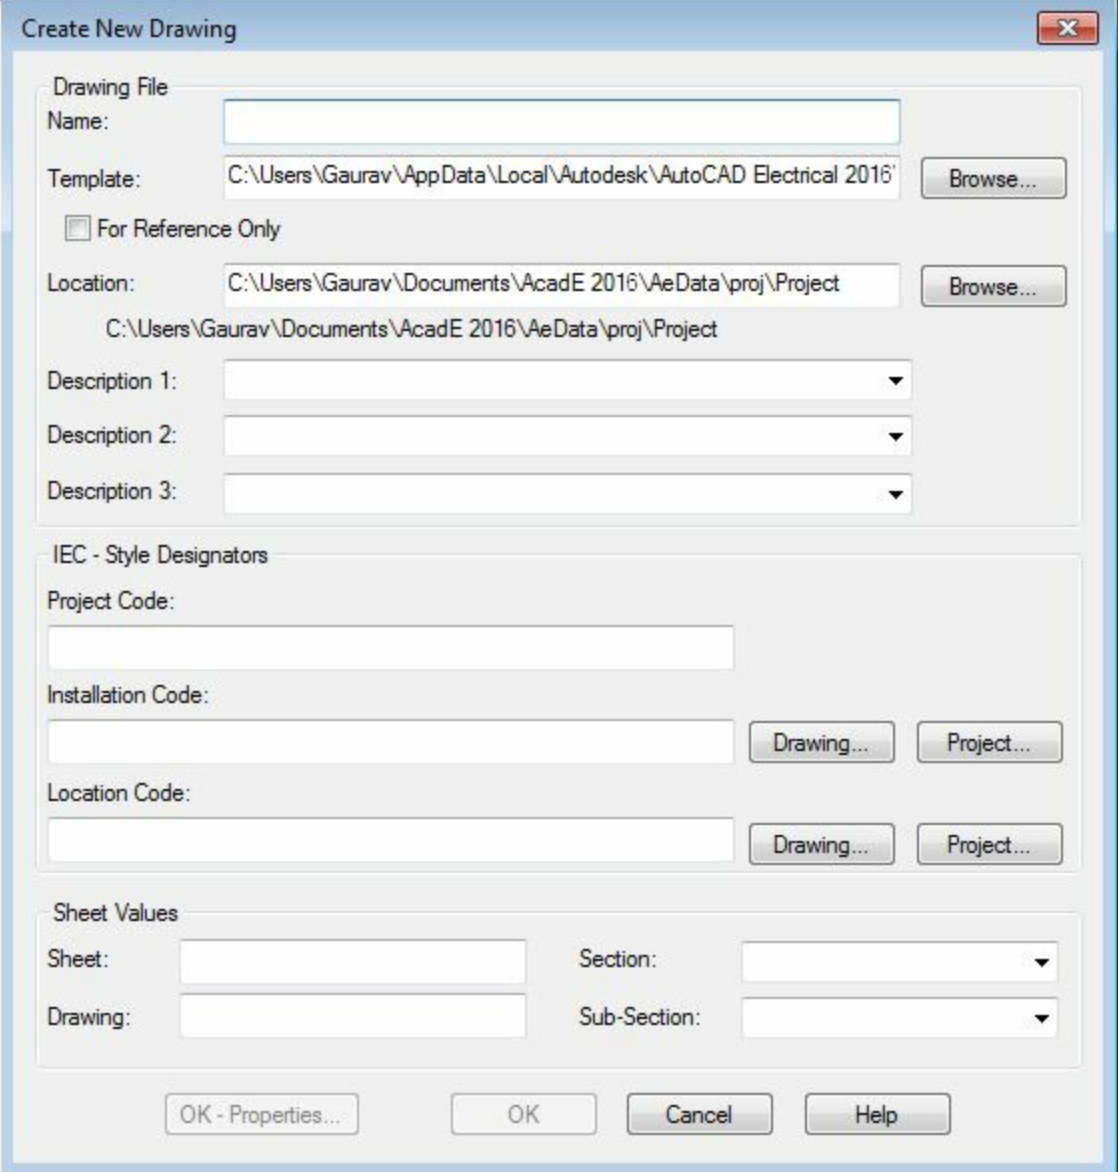 Create New Drawing
Drawing File
Name:
Template: C:\Users\Gaurav\AppData\Local\Autodesk\AutoCAD Electrical 2016\ Browse...
For Reference Only
Location: C:\Users\Gaurav\Documents\AcadE 2016\AeData\proj\Project Browse...
C:\Users\Gaurav\Documents\AcadE 2016\AeData\proj\Project
Description 1:
Description 2:
Description 3:
IEC - Style Designators
Project Code:
Installation Code:
Drawing... Project...
Location Code:
Drawing... Project...
Sheet Values
Sheet: Section:
Drawing: Sub-Section:
OK - Properties... OK Cancel Help